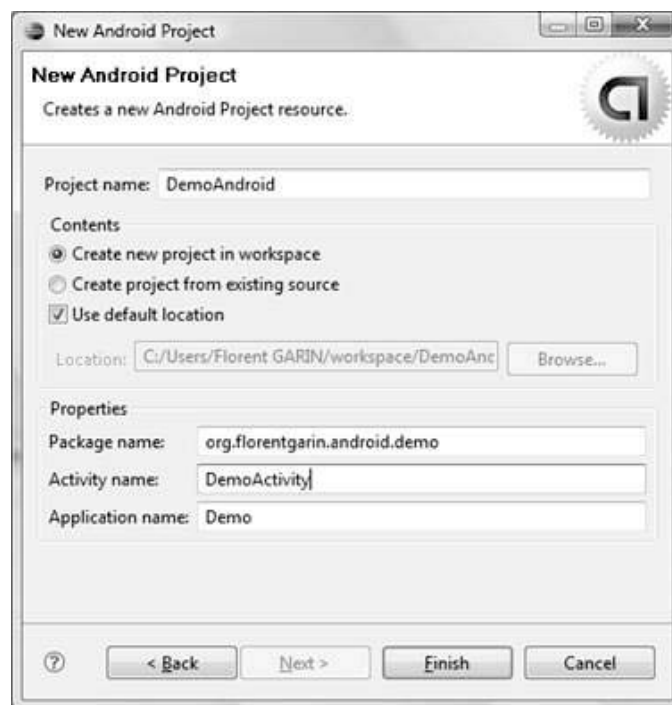 New Android Project
New Android Project
Creates a new Android Project resource.
Project name: DemoAndroid
Contents
Create new project in workspace
Create project from existing source
Use default location
Location: C:/Users/Florent GARIN/workspace/DemoAnc Browse...
Properties
Package name: org.florentgarin.android.demo
Activity name: DemoActivity
Application name: Demo
? < Back Next > Finish Cancel